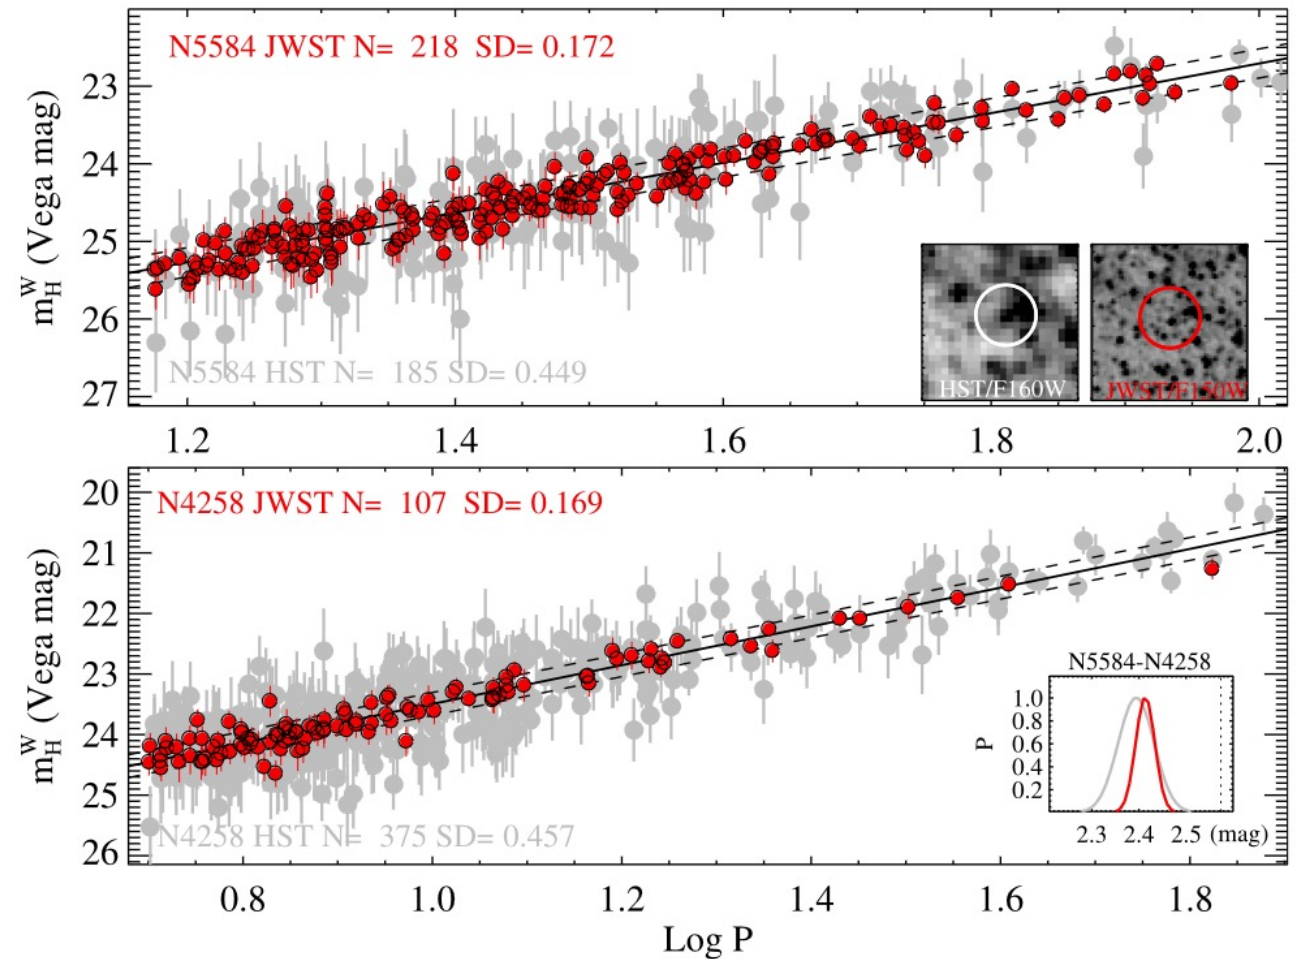 N5584 JWST N= 218 SD= 0.172
23
24
25
26
27
m_H^W (Vega mag)
N5584 HST N= 185 SD= 0.449
HST/F160W
JWST/F150W
1.2 1.4 1.6 1.8 2.0
N4258 JWST N= 107 SD= 0.169
20
21
22
23
24
25
26
m_H^W (Vega mag)
N4258 HST N= 375 SD= 0.457
N5584-N4258
1.0
0.8
0.6
0.4
0.2
P
2.3 2.4 2.5 (mag)
0.8 1.0 1.2 1.4 1.6 1.8
Log P